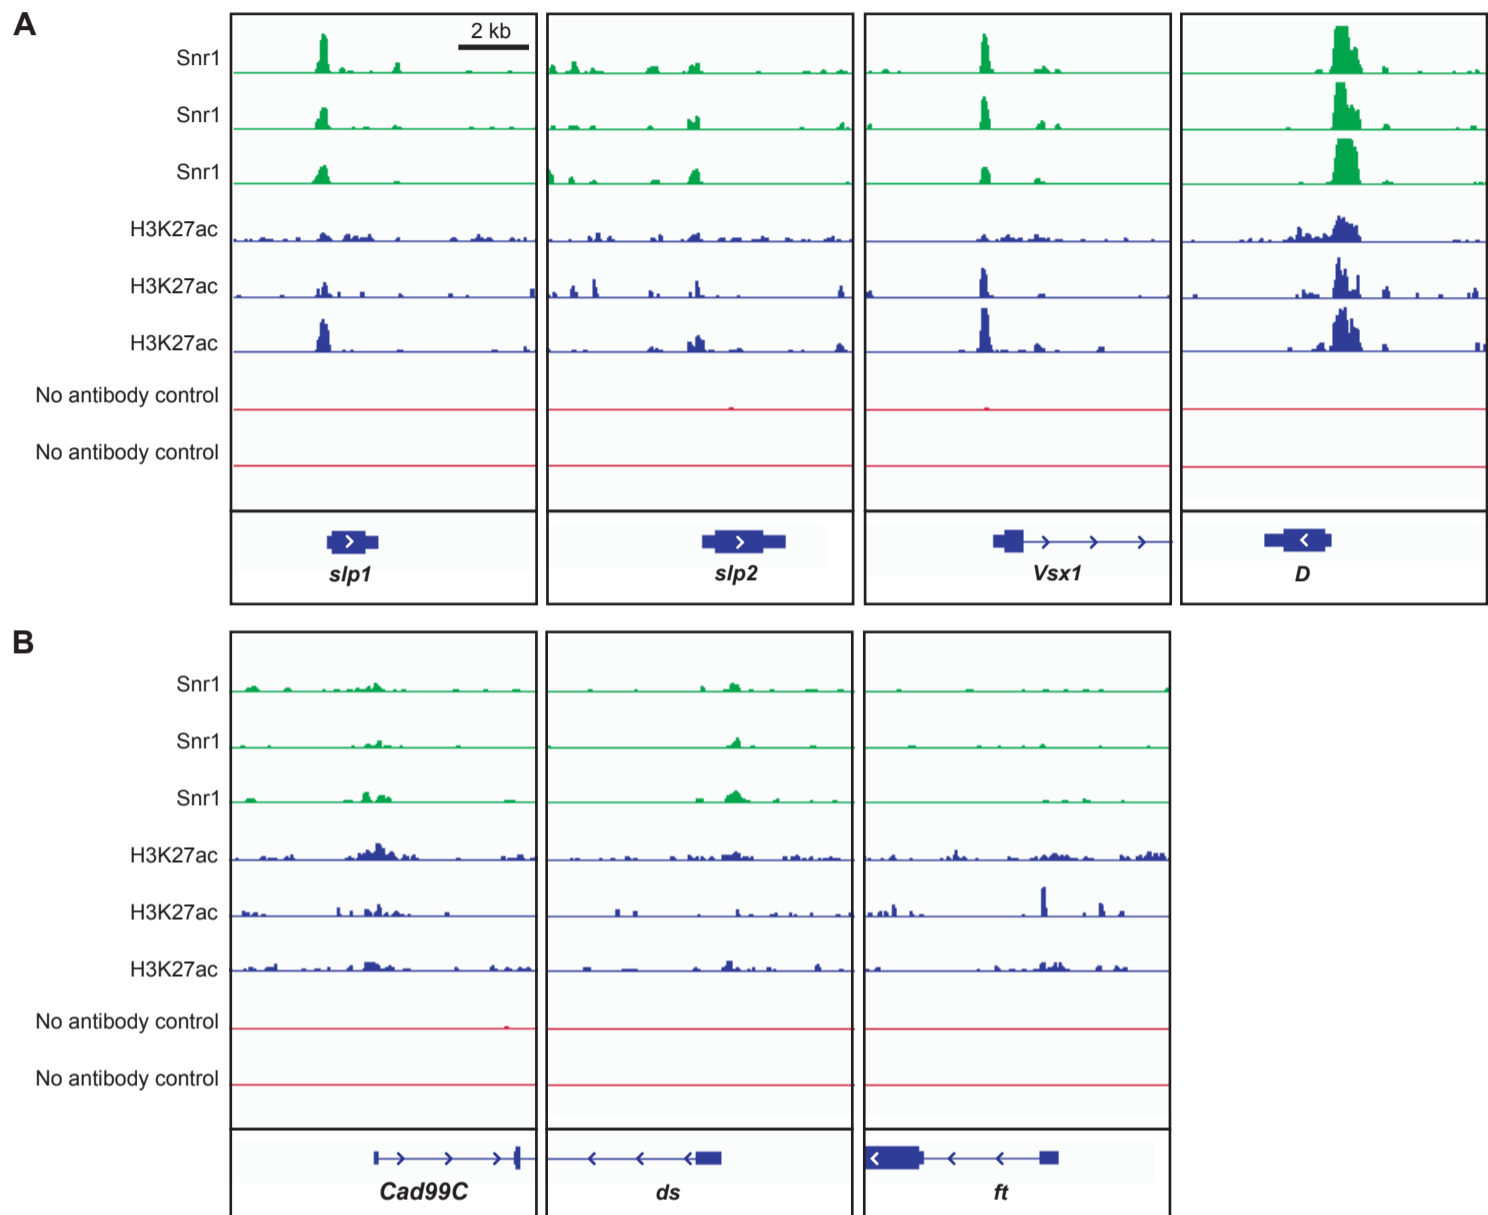 A
2 kb
Snr1
Snr1
Snr1
H3K27ac
H3K27ac
H3K27ac
No antibody control
No antibody control
slp1
slp2
Vsx1
D
B
Snr1
Snr1
Snr1
H3K27ac
H3K27ac
H3K27ac
No antibody control
No antibody control
Cad99C
ds
ft